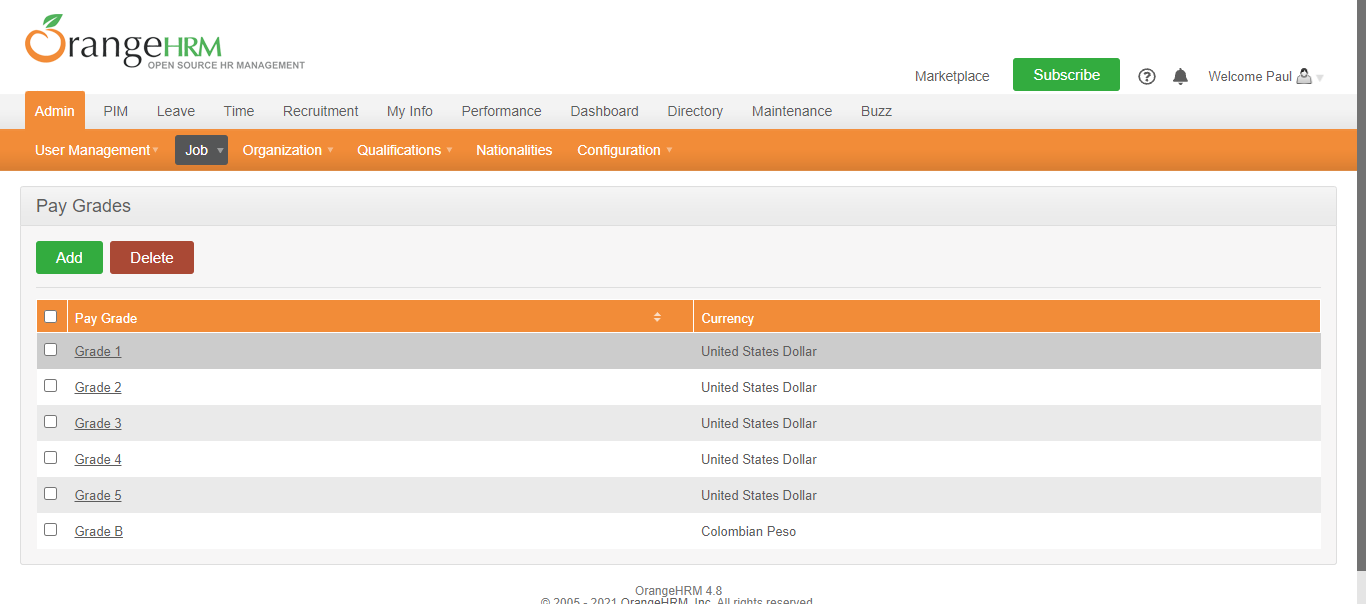 OrangeHRM
OPEN SOURCE HR MANAGEMENT
Marketplace Subscribe Welcome Paul
Admin PIM Leave Time Recruitment My Info Performance Dashboard Directory Maintenance Buzz
User Management Job Organization Qualifications Nationalities Configuration
Pay Grades
Add Delete
Pay Grade Currency
Grade 1 United States Dollar
Grade 2 United States Dollar
Grade 3 United States Dollar
Grade 4 United States Dollar
Grade 5 United States Dollar
Grade B Colombian Peso
OrangeHRM 4.8
© 2005 - 2021 OrangeHRM, Inc. All rights reserved.